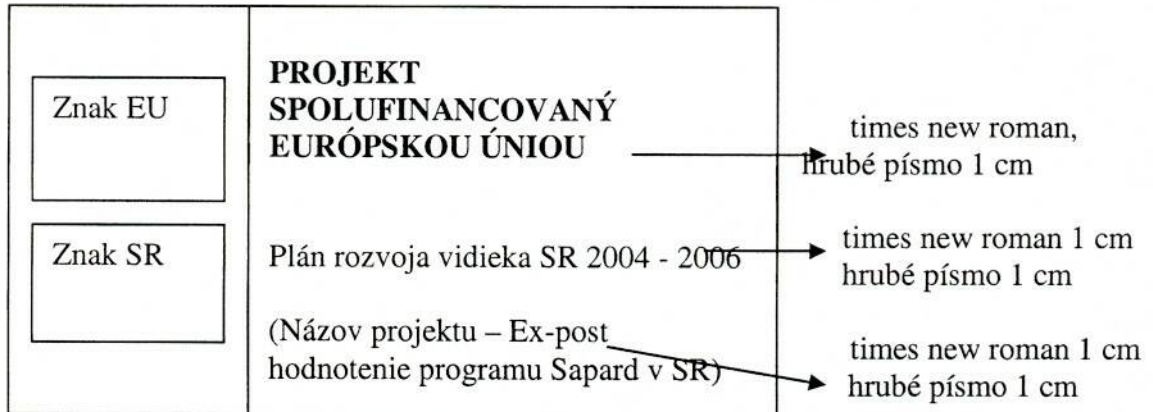 Znak EU
PROJEKT
SPOLUFINANCOVANÝ
EURÓPSKOU ÚNIOU
times new roman,
hrubé písmo 1 cm
Znak SR
Plán rozvoja vidieka SR 2004 - 2006
times new roman 1 cm
hrubé písmo 1 cm
(Názov projektu – Ex-post
hodnotenie programu Sapard v SR)
times new roman 1 cm
hrubé písmo 1 cm